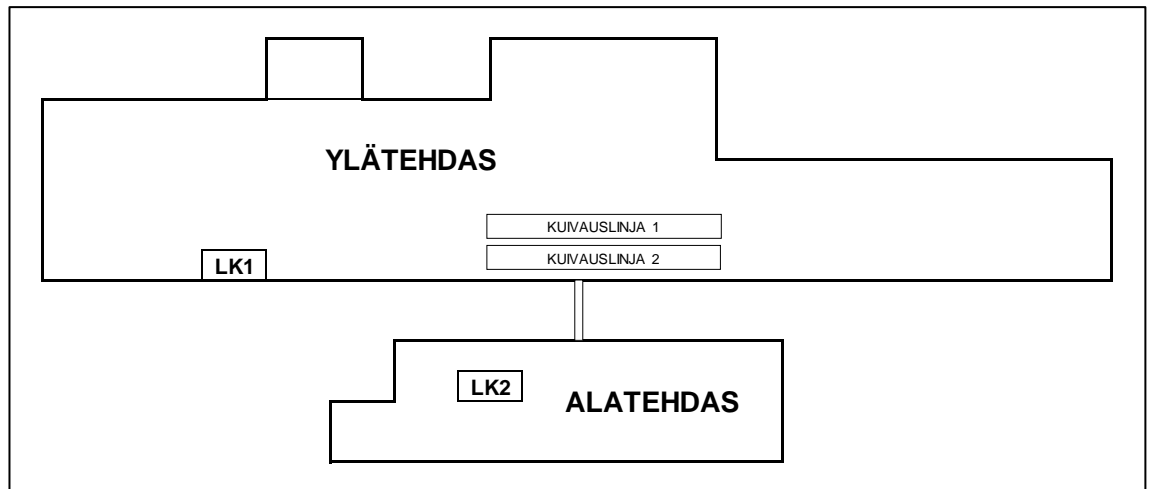 YLÄTEHDAS
KUIVAUSLINJA 1
KUIVAUSLINJA 2
LK1
LK2
ALATEHDAS